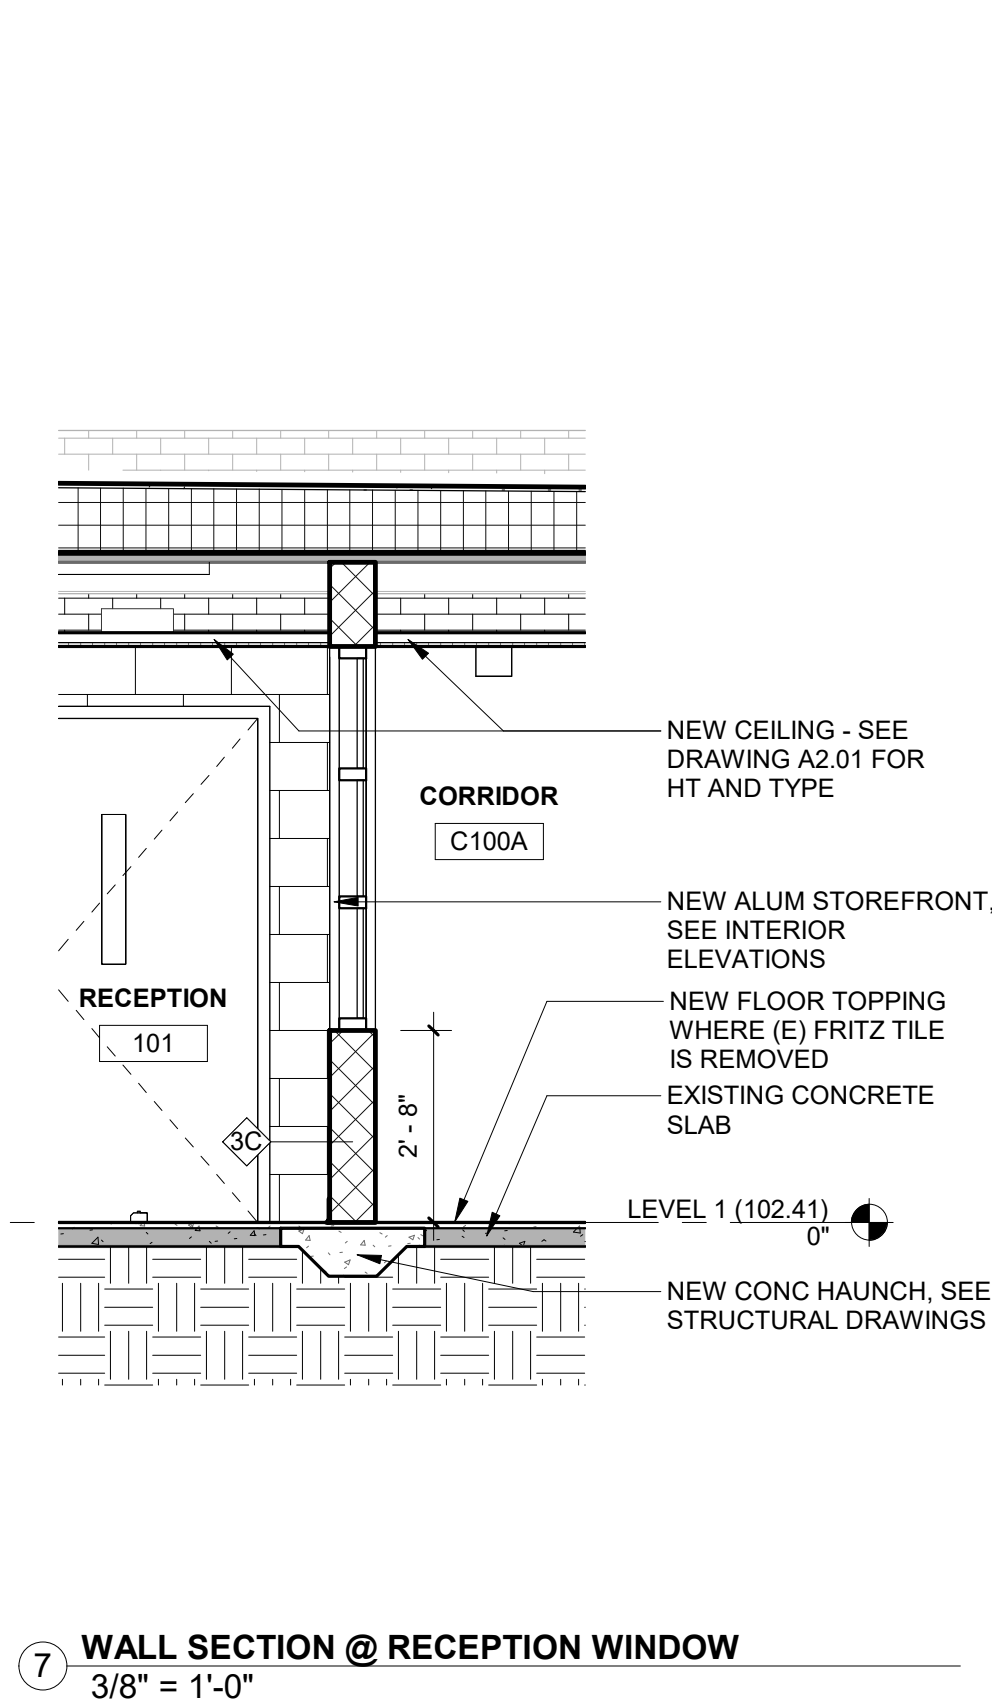 NEW CEILING - SEE
DRAWING A2.01 FOR
HT AND TYPE
CORRIDOR
C100A
NEW ALUM STOREFRONT,
SEE INTERIOR
ELEVATIONS
RECEPTION
101
NEW FLOOR TOPPING
WHERE (E) FRITZ TILE
IS REMOVED
EXISTING CONCRETE
SLAB
2' - 8"
3C
LEVEL 1 (102.41)
0"
NEW CONC HAUNCH, SEE
STRUCTURAL DRAWINGS
7
WALL SECTION @ RECEPTION WINDOW
3/8" = 1'-0"